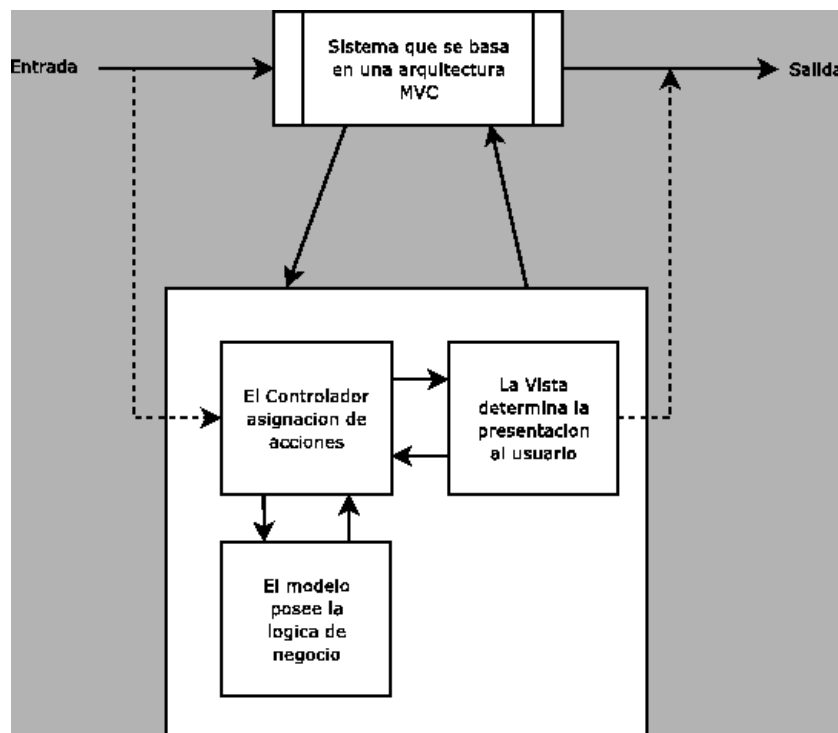 Sistema que se basa
en una arquitectura
MVC
Entrada
Salida
El Controlador
asignacion de
acciones
La Vista
determina la
presentacion
al usuario
El modelo
posee la
logica de
negocio